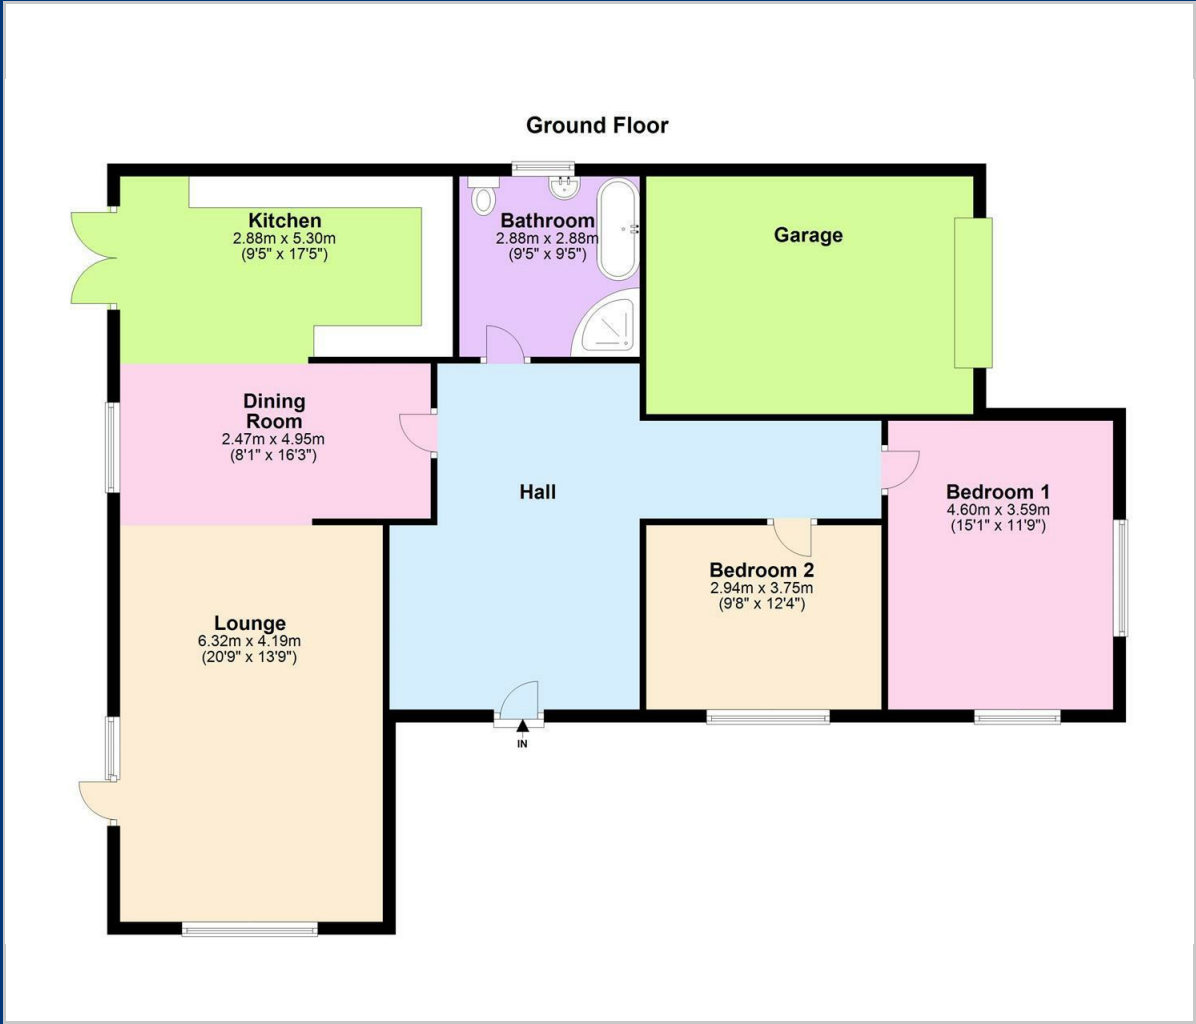 Ground Floor
Kitchen
2.88m x 5.30m
(9'5" x 17'5")
Bathroom
2.88m x 2.88m
(9'5" x 9'5")
Garage
Dining
Room
2.47m x 4.95m
(8'1" x 16'3")
Hall
Bedroom 1
4.60m x 3.59m
(15'1" x 11'9")
Bedroom 2
2.94m x 3.75m
(9'8" x 12'4")
Lounge
6.32m x 4.19m
(20'9" x 13'9")
IN